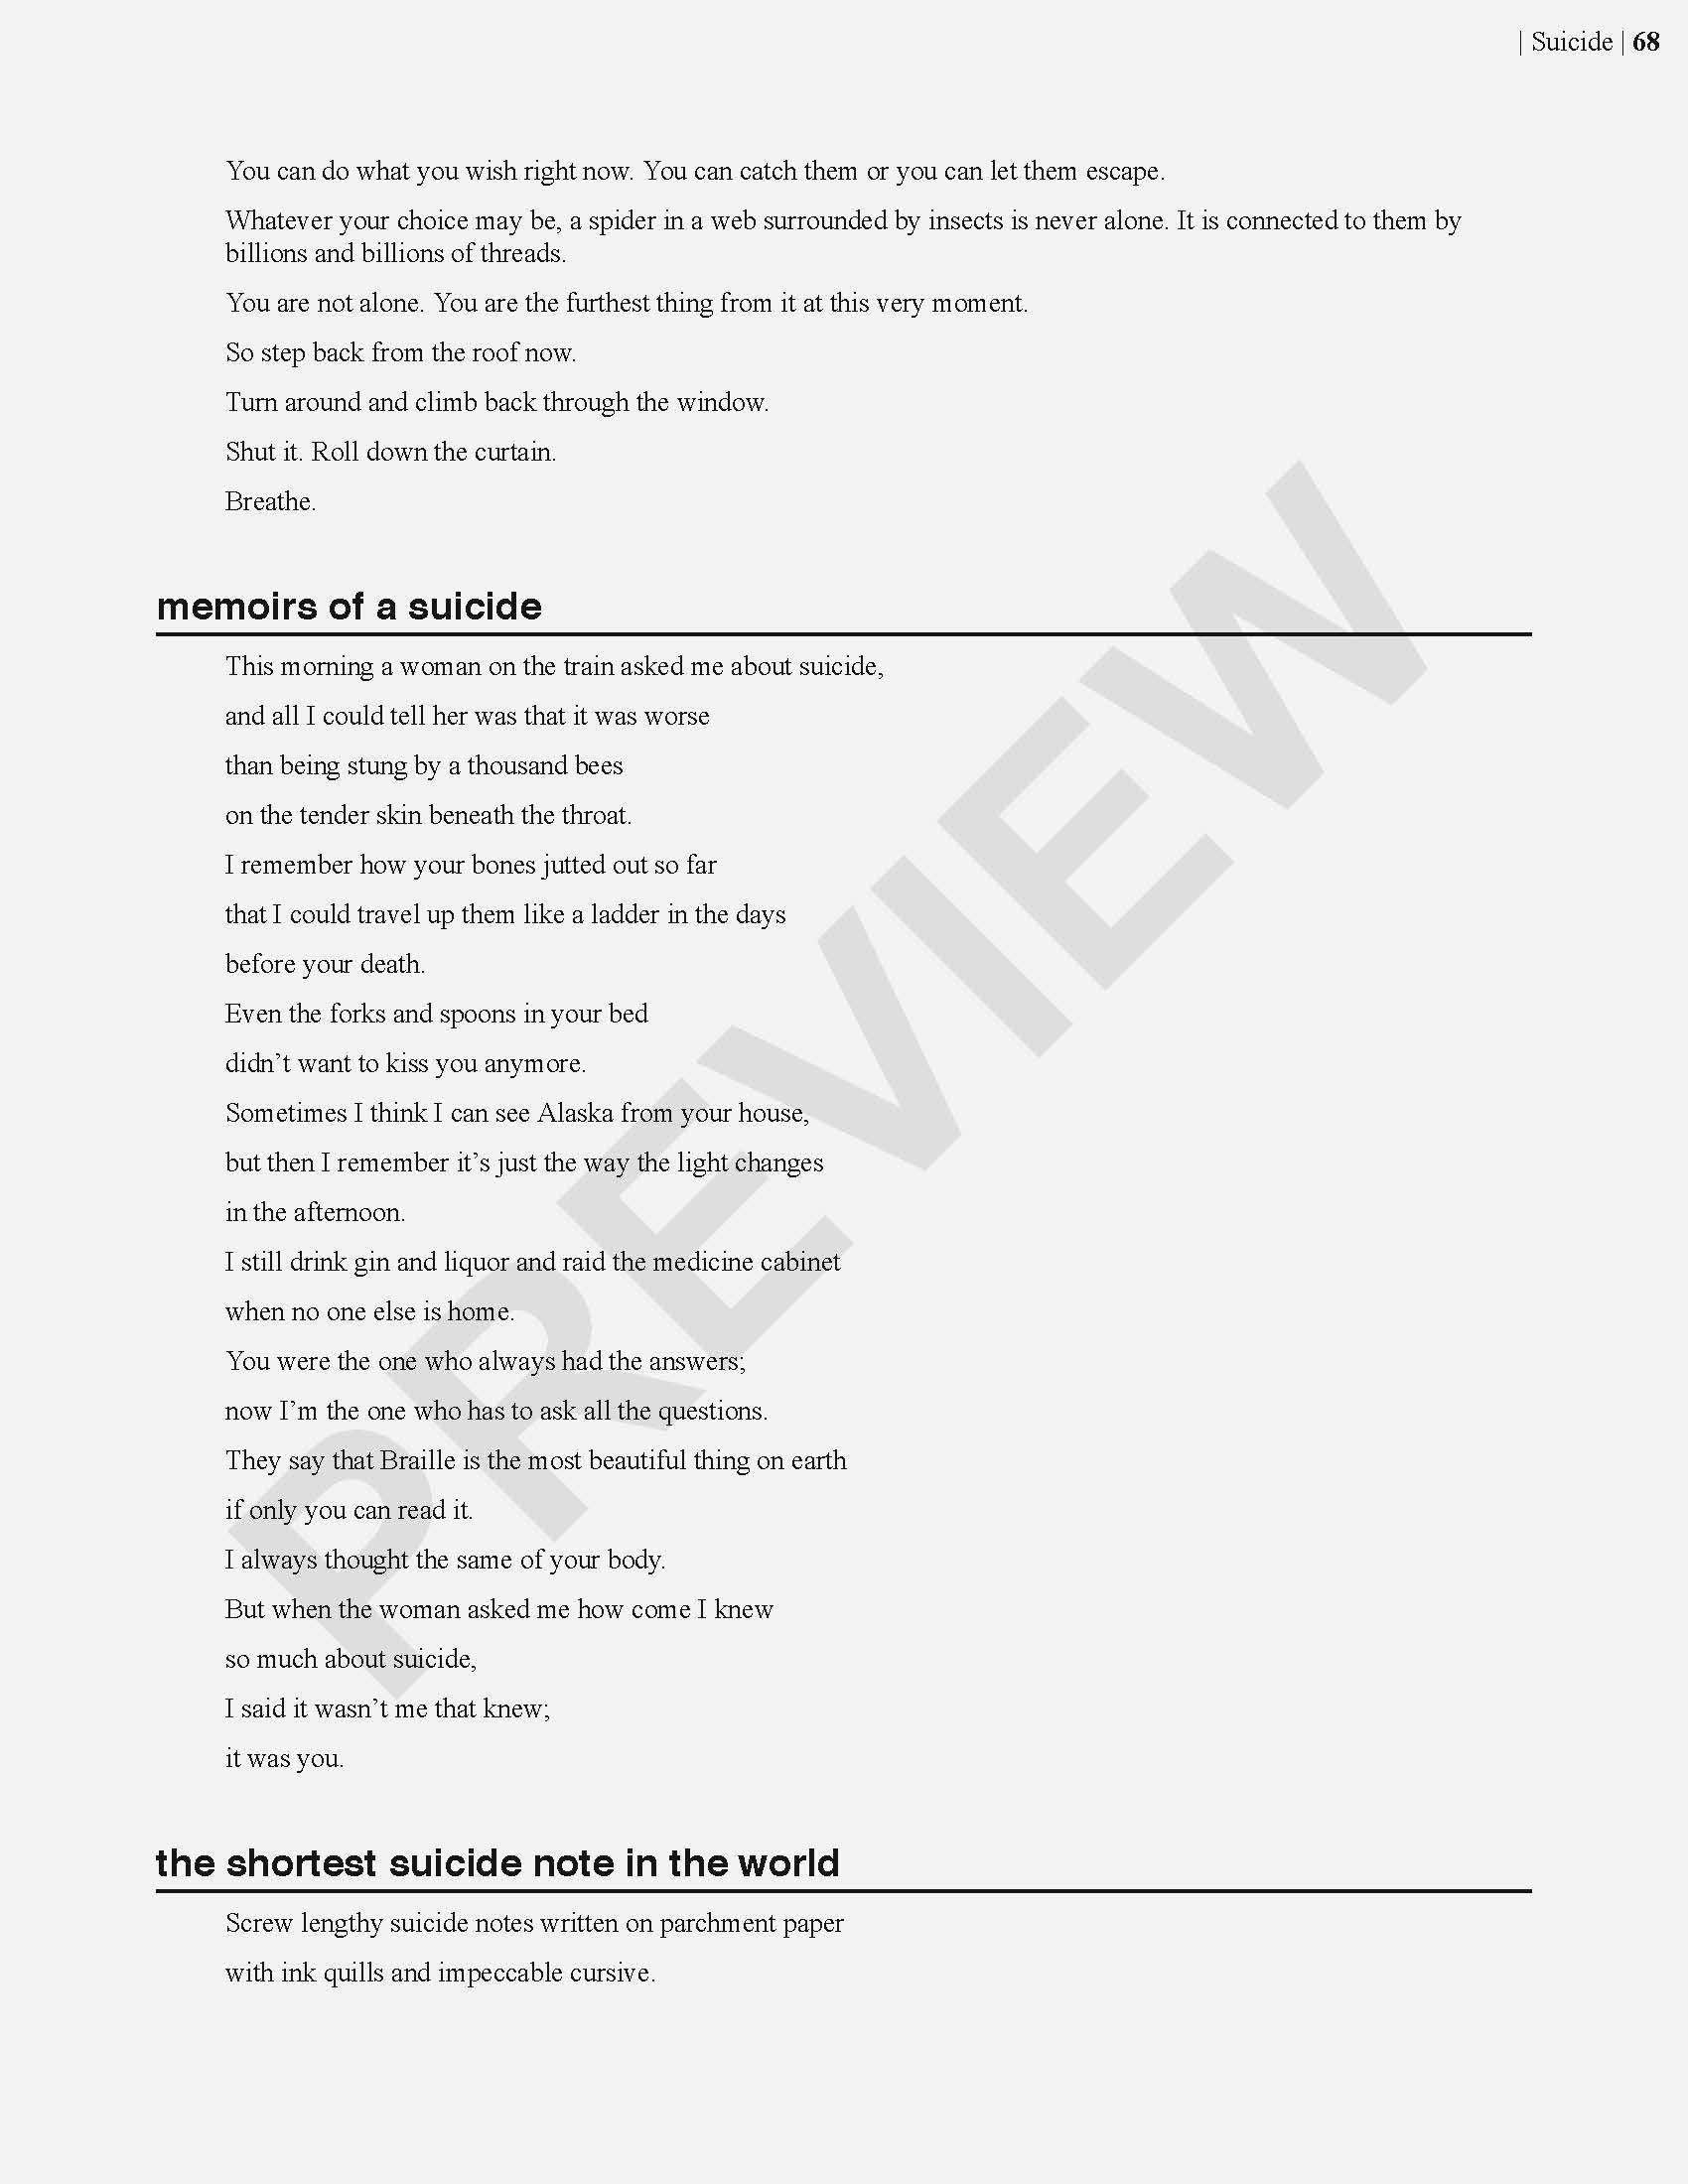 | Suicide | 68
You can do what you wish right now. You can catch them or you can let them escape.
Whatever your choice may be, a spider in a web surrounded by insects is never alone. It is connected to them by
billions and billions of threads.
You are not alone. You are the furthest thing from it at this very moment.
So step back from the roof now.
Turn around and climb back through the window.
Shut it. Roll down the curtain.
Breathe.
memoirs of a suicide
This morning a woman on the train asked me about suicide,
and all I could tell her was that it was worse
than being stung by a thousand bees
on the tender skin beneath the throat.
I remember how your bones jutted out so far
that I could travel up them like a ladder in the days
before your death.
Even the forks and spoons in your bed
didn’t want to kiss you anymore.
Sometimes I think I can see Alaska from your house,
but then I remember it’s just the way the light changes
in the afternoon.
I still drink gin and liquor and raid the medicine cabinet
when no one else is home.
You were the one who always had the answers;
now I’m the one who has to ask all the questions.
They say that Braille is the most beautiful thing on earth
if only you can read it.
I always thought the same of your body.
But when the woman asked me how come I knew
so much about suicide,
I said it wasn’t me that knew;
it was you.
the shortest suicide note in the world
Screw lengthy suicide notes written on parchment paper
with ink quills and impeccable cursive.
PREVIEW